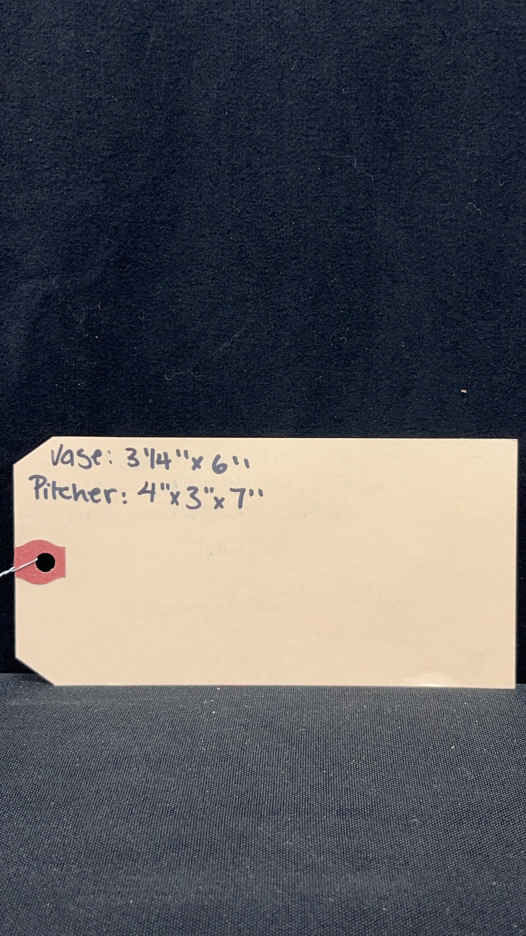 Vase: 3 1/4" x 6"
Pitcher: 4" x 3" x 7"